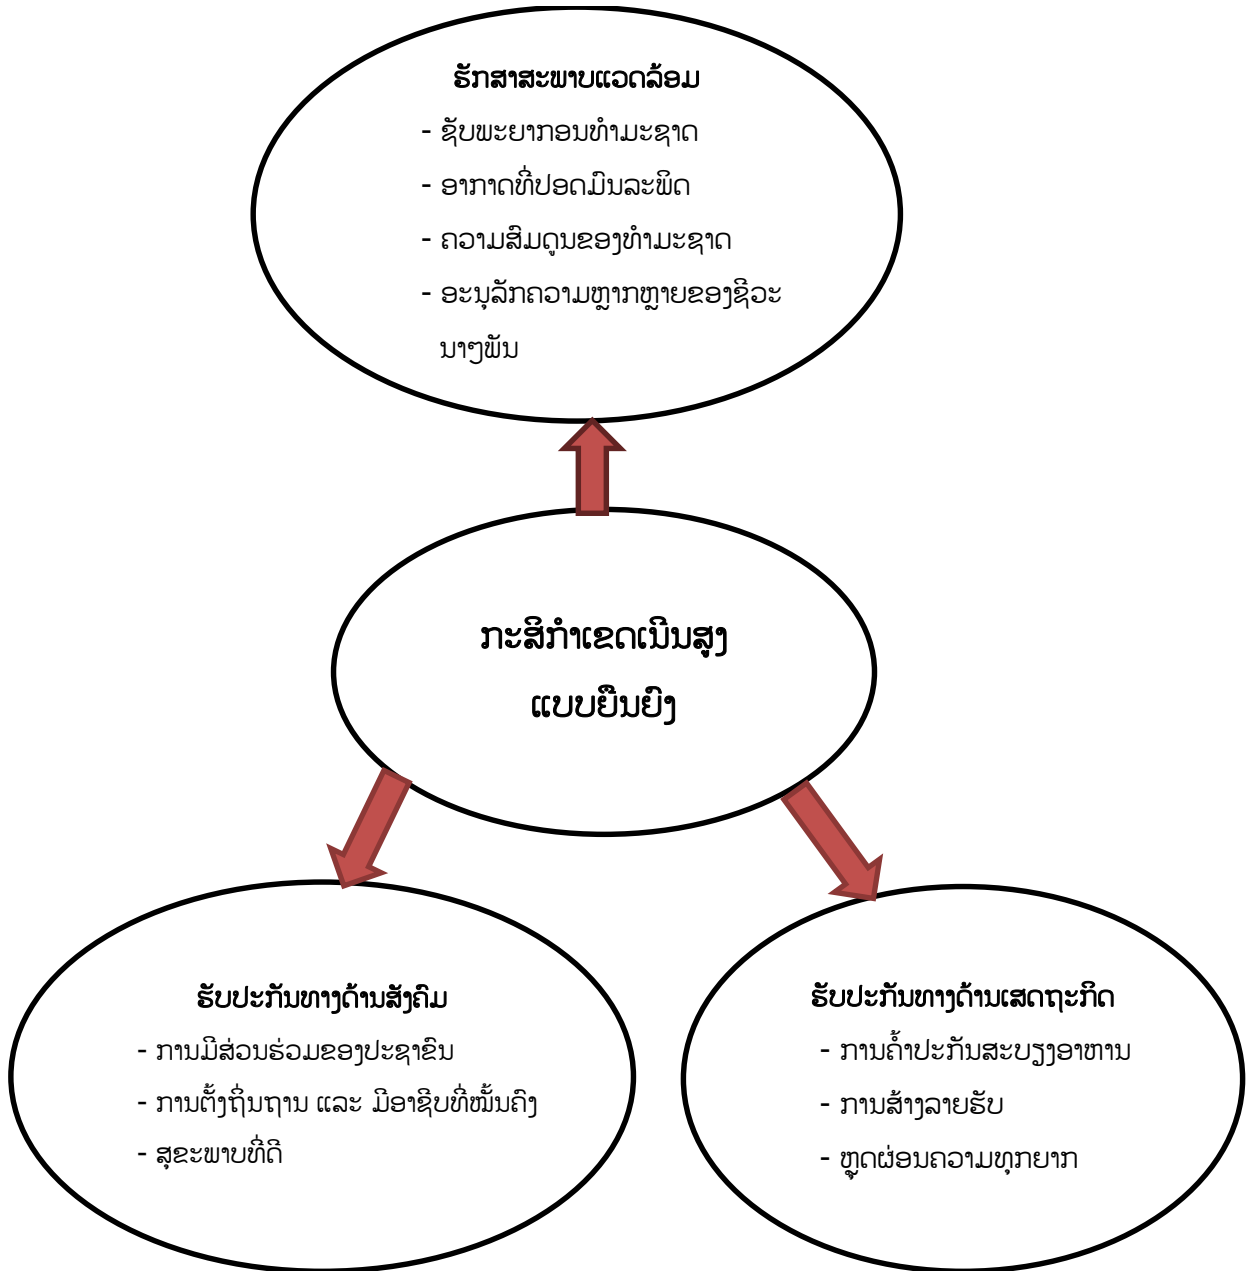 ຮັກສາສະພາບແວດລ້ອມ
- ຊັບພະຍາກອນທຳມະຊາດ
- ອາກາດທີ່ປອດມົນລະພິດ
- ຄວາມສົມດູນຂອງທຳມະຊາດ
- ອະນຸລັກຄວາມຫຼາກຫຼາຍຂອງຊີວະ
ນາໆພັນ
ກະສິກຳເຂດເນີນສູງ
ແບບຍືນຍົງ
ຮັບປະກັນທາງດ້ານສັງຄົມ
- ການມີສ່ວນຮ່ວມຂອງປະຊາຊົນ
- ການຕັ້ງຖິ່ນຖານ ແລະ ມີອາຊີບທີ່ໝັ້ນຄົງ
- ສຸຂະພາບທີ່ດີ
ຮັບປະກັນທາງດ້ານເສດຖະກິດ
- ການຄ້ຳປະກັນສະບຽງອາຫານ
- ການສ້າງລາຍຮັບ
- ຫຼຸດຜ່ອນຄວາມທຸກຍາກ